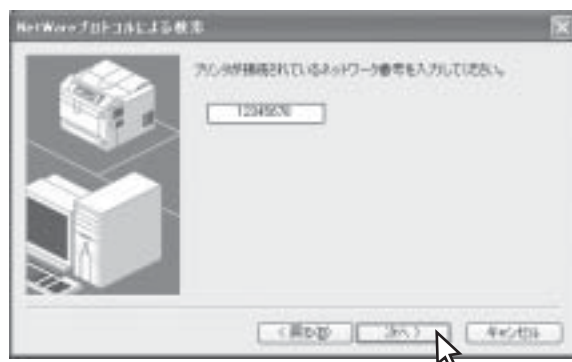 NetWareプロトコルによる検索
プリンタが接続されているネットワーク番号を入力してください。
12345678
< 戻る(B)
次へ >
キャンセル